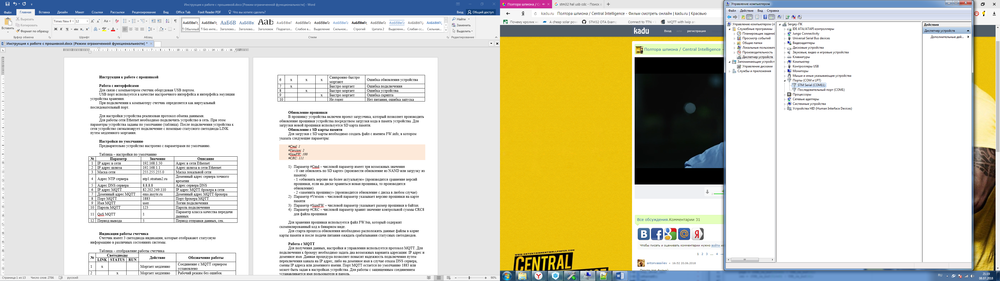 Инструкция к работе с прошивкой.docx [Режим ограниченной функциональности] - Word
Файл Главная Вставка Дизайн Макет Ссылки Рассылки Рецензирование Вид Office Tab Foxit Reader PDF Что вы хотите сделать? Вход Общий доступ
Вставить
Вырезать
Копировать
Формат по образцу
Буфер обмена
Times New F 12
Шрифт
Абзац
АаБбВвГг, АаБбВвГг, АаБбВ АаБбВвГ АаБ АаБбВвГ АаБбВвГг АаБбВвГг АаБбВвГг АаБбВвГг, АаБбВвГг АаБбВвГг ААББВВГГ, ААББВВГГ,
¶ Обычный ¶ Без инте... Заголово... Заголово... Заголовок Подзагол... Слабое в... Выделение Сильное... Строгий Цитата 2 Выделенн... Слабая сс... Сильная...
Стили
Найти
Заменить
Выделить
Редактирование
Инструкция к работе с прошивкой.docx [Режим ограниченной функциональности] *
Инструкция к работе с прошивкой
Работа с интерфейсами
Для связи с компьютером счетчик оборудован USB портом.
USB порт используется в качестве настроечного интерфейса и интерфейса эмуляции
устройства хранения.
При подключении к компьютеру счетчик определяется как виртуальный
последовательный порт.
Для настройки устройства реализован протокол обмена данными.
Для работы сети Ethernet необходимо подключить устройство в сеть. При этом
параметры устройства заданы по умолчанию (таблица). После подключения устройства к
сети устройство сигнализирует подключение с помощью статусного светодиода LINK
путем медленного моргания.
Настройки по умолчанию
Предварительно устройство настроено с параметрами по умолчанию.
Таблица – настройки по умолчанию
№ Параметр Значение Описание
1 IP адрес в сети 192.168.1.50 Адрес в сети Ethernet
2 IP адрес шлюза 192.168.1.1 Адрес шлюза в сети Ethernet
3 Маска сети 255.255.255.0 Маска локальной сети
4 Адрес NTP сервера ntp1.stratum2.ru Доменный адрес сервера точного
времени
5 Адрес DNS сервера 8.8.8.8 Адрес сервера DNS
6 IP адрес MQTT 82.202.249.110 IP адрес MQTT брокера в сети
7 Доменный адрес MQTT ems.insyte.ru Доменный адрес MQTT брокера
8 Порт MQTT 1883 Порт брокера MQTT
9 Имя MQTT user Логин подключения
10 Пароль MQTT 123 Пароль подключения
11 QoS MQTT 1 Параметр класса качества передачи
дынных
12 Период вывода 5 Период отправки данных, сек.
Индикация работы счетчика
Счетчик имеет 3 светодиода индикации, которые отображают статусную
информацию в различных состояниях системы.
Таблица – отображение работы счетчика
№ Светодиоды Действие Обозначение работы
LINK STATUS RUN
1 x Моргает медленно Соединение с MQTT сервером
установлено
2 x Моргает медленно Рабочий режим без ошибок
6 x x x Синхронно быстро
моргают Ошибка обновления устройства
7 x Быстро моргает Ошибка подключения
8 x Быстро моргает Ошибка устройства
9 x Быстро моргает Ошибка скрипта
10 Не горят Нет питания, ошибка запуска
Обновление прошивки
В прошивку устройства включен проект загрузчика, который позволяет производить
обновление прошивки устройства посредством загрузки кода в память устройства. Для
загрузки новой прошивки используется SD карта памяти.
Обновление с SD карты памяти
Для загрузки с SD карты необходимо создать файл с именем FW.info, в котором
указать следующие параметры:
#Cmd: 1
#Version: 2
#SizeFW: 100
#CRC: 111
1) Параметр #Cmd – числовой параметр имеет три возможных значения
- 0 «не обновлять по SD карте» (произвести обновление из NAND или загрузку из
памяти)
- 1 «обновить версию на более актуальную» (производится сравнение версий
прошивки, если на диске храниться новая прошивка, то производится
обновление)
- 2 «заменить прошивку» (производится обновление с диска в любом случае)
2) Параметр #Version – числовой параметр указывает версию прошивки на карте
памяти
3) Параметр #SizeFW – числовой параметр указывает размер прошивки в байтах
4) Параметр #CRC – числовой параметр хранит значение контрольной суммы CRC8
для файла прошивки
Для хранения прошивки используется файл FW.bin, который содержит
скомпилированный код в бинарном виде.
Для старта процесса обновления необходимо расположить данные файлы в корне
карты памяти и после подачи питания ожидать срабатывания статусных светодиодов.
Работа с MQTT
Для получения данных, настройки и управления используется протокол MQTT. Для
подключения к брокеру необходимо задать два возможных варианта адресации: IP адрес и
доменное имя. Данная процедура позволяет повысит надежность подключения путем
переключения канала на IP адрес, либо на доменное имя в случае отказа DNS сервера,
смены IP адреса или доменного имени. Порт MQTT остается по умолчанию 1883 или
может быть задан в настройках устройства. Для работы с защищенным соединением
устанавливается имя пользователя и пароль.
Страница 1 из 13 Число слов: 2786 русский 90%
Полтора шпиона / Ce stm32 hal usb cdc - Поиск в
kadu.ru Полтора шпиона / Central Intelligence - Фильм смотреть онлайн | kadu.ru | Красвью
Почему кролик не A cheap solar pow STM32 OTA Examp Connect to TTN - MQTT with lwip an
kadu Вход или регистрация
Полтора шпиона / Central Intelligence -
2
Все обсуждения.Комментарии 31
Чтобы писать и оценивать комментарии нужно войти ил
1 2 3 ... 4 →
antonvassiliev 16:52 20.06.2018
Просто топ фильм)
WWW.ENTERTAINMENTWALLPAPER.COM
CENTRAL
Управление компьютером
Файл Действие Вид Справка
Управление компьютером (л
Служебные программы
Планировщик заданий
Просмотр событий
Общие папки
Локальные пользовате
Производительность
Диспетчер устройств
Запоминающие устройст
Управление дисками
Службы и приложения
Sergey-ПК
IDE ATA/ATAPI контроллеры
Jungo Connectivity
Universal Serial Bus devices
Видеоадаптеры
Дисковые устройства
Звуковые, видео и игровые устройства
Клавиатуры
Компьютер
Контроллеры USB
Мониторы
Мыши и иные указывающие устройства
Порты (COM и LPT)
STM Serial (COM11)
Последовательный порт (COM1)
Процессоры
Сетевые адаптеры
Системные устройства
Устройства HID (Human Interface Devices)
Действия
Диспетчер устройств
Дополнительные дей...
RU 21:19
08.07.2018